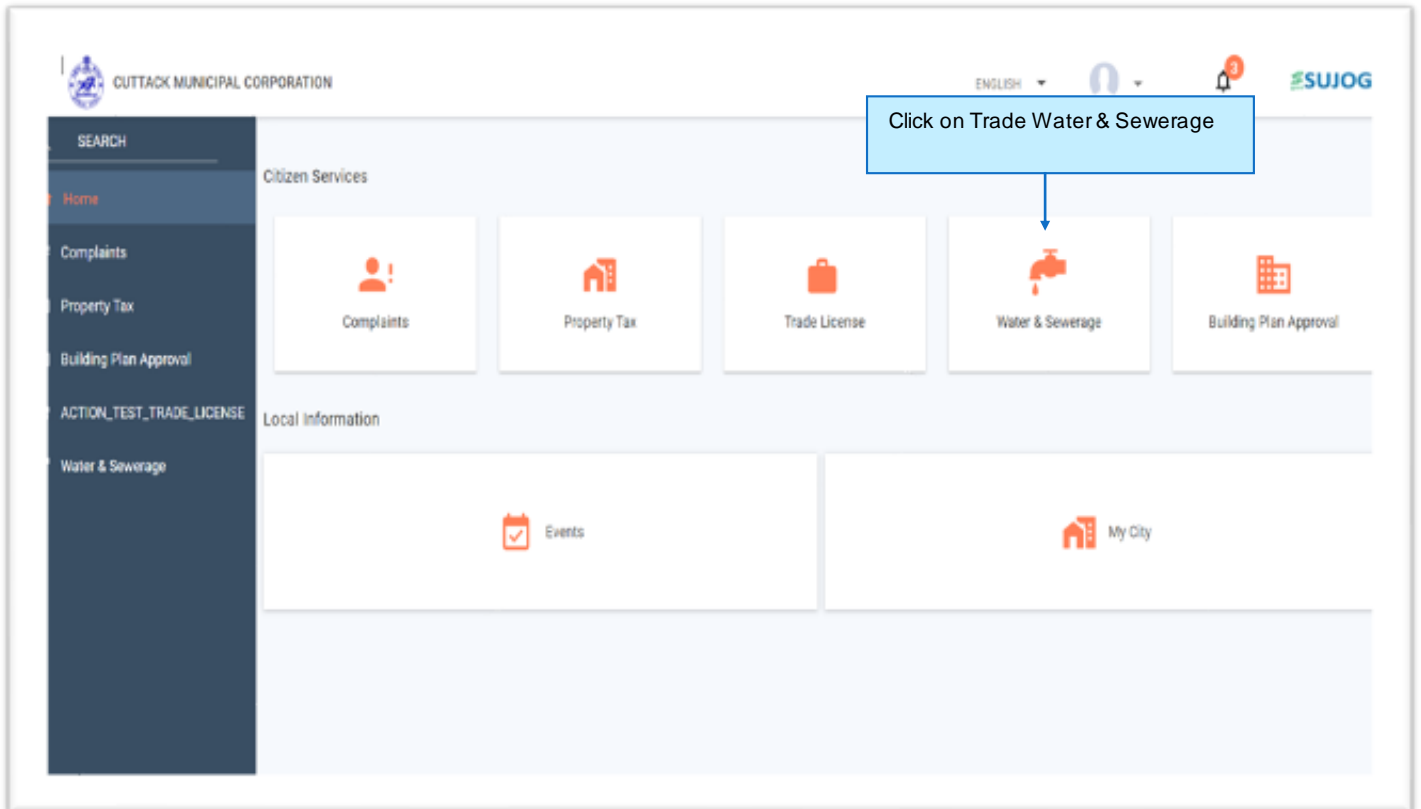 CUTTACK MUNICIPAL CORPORATION
ENGLISH
3
ESUJOG
Click on Trade Water & Sewerage
SEARCH
Home
Complaints
Property Tax
Building Plan Approval
ACTION_TEST_TRADE_LICENSE
Water & Sewerage
Citizen Services
Complaints
Property Tax
Trade License
Water & Sewerage
Building Plan Approval
Local Information
Events
My City